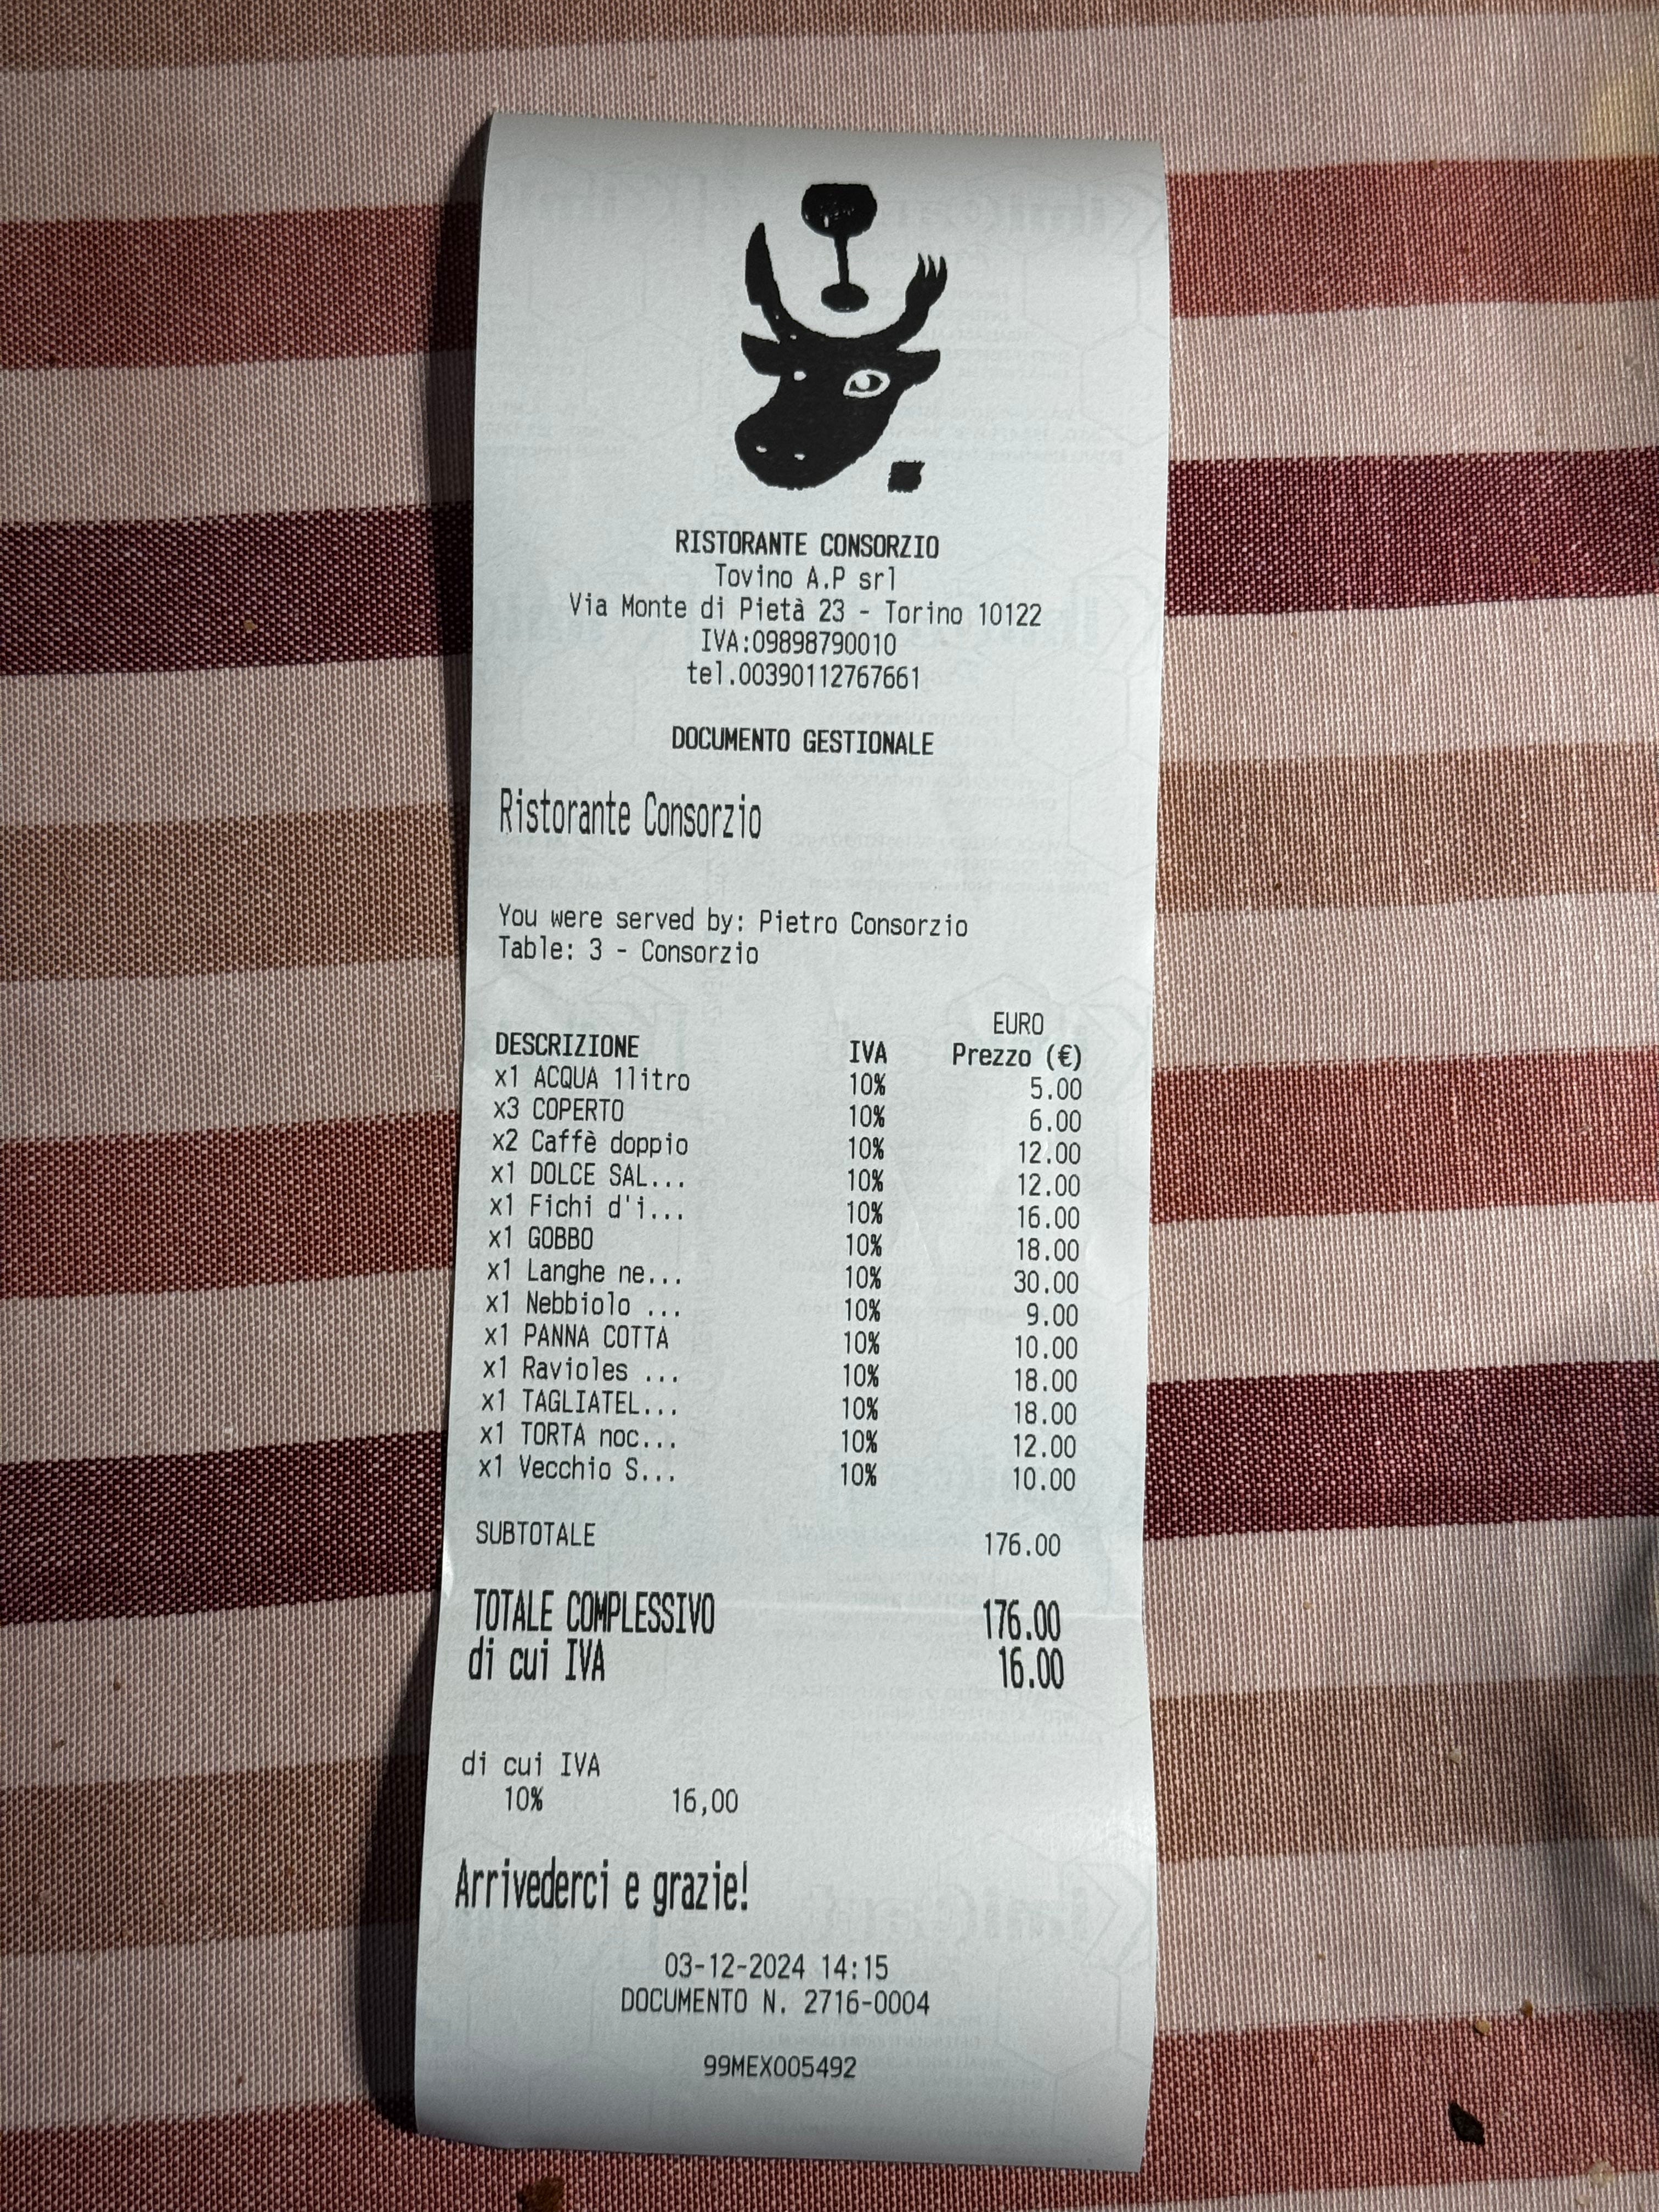 RISTORANTE CONSORZIO
Tovino A.P srl
Via Monte di Pietà 23 - Torino 10122
IVA:09898790010
tel.00390112767661
DOCUMENTO GESTIONALE
Ristorante Consorzio
You were served by: Pietro Consorzio
Table: 3 - Consorzio
EURO
DESCRIZIONE IVA Prezzo (€)
x1 ACQUA 1litro 10% 5.00
x3 COPERTO 10% 6.00
x2 Caffè doppio 10% 12.00
x1 DOLCE SAL... 10% 12.00
x1 Fichi d'i... 10% 16.00
x1 GOBBO 10% 18.00
x1 Langhe ne... 10% 30.00
x1 Nebbiolo ... 10% 9.00
x1 PANNA COTTA 10% 10.00
x1 Ravioles ... 10% 18.00
x1 TAGLIATEL... 10% 18.00
x1 TORTA noc... 10% 12.00
x1 Vecchio S... 10% 10.00
SUBTOTALE 176.00
TOTALE COMPLESSIVO 176.00
di cui IVA 16.00
di cui IVA
10% 16,00
Arrivederci e grazie!
03-12-2024 14:15
DOCUMENTO N. 2716-0004
99MEX005492